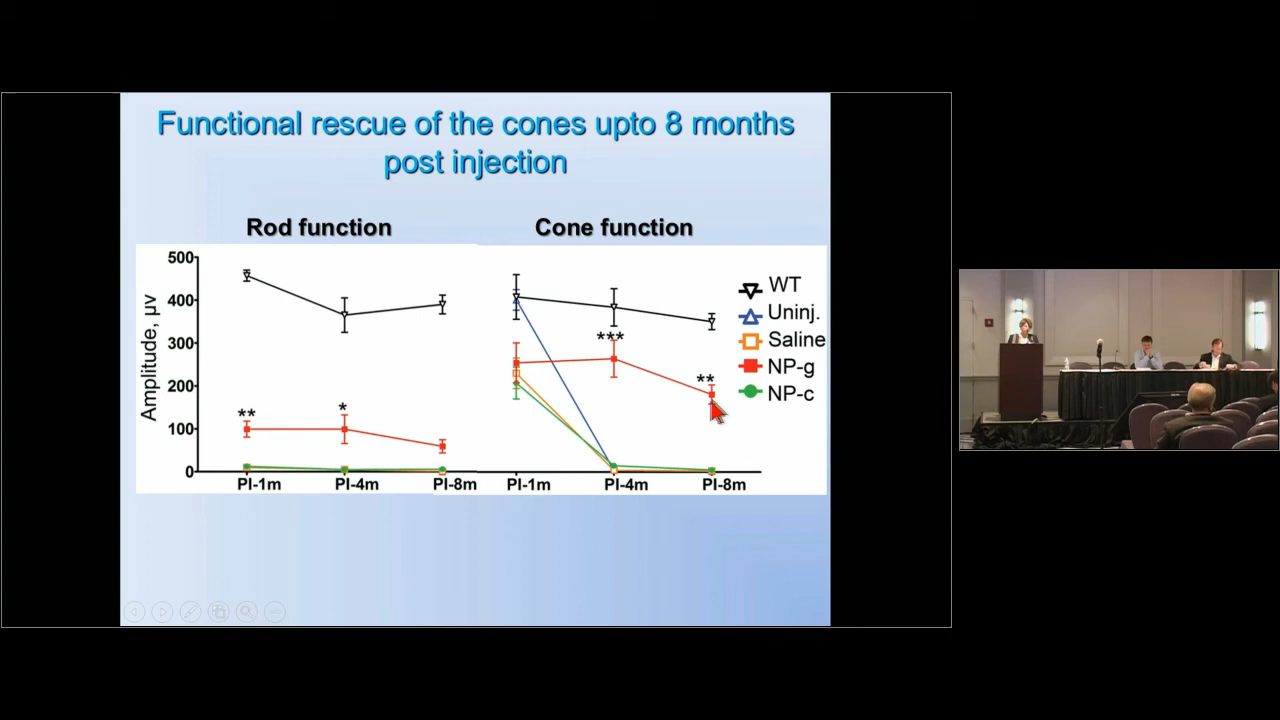 Functional rescue of the cones upto 8 months
post injection
Rod function
Cone function
Amplitude, µv
500
400
300
200
100
0
**
*
PI-1m
PI-4m
PI-8m
***
**
PI-1m
PI-4m
PI-8m
WT
Uninj.
Saline
NP-g
NP-c